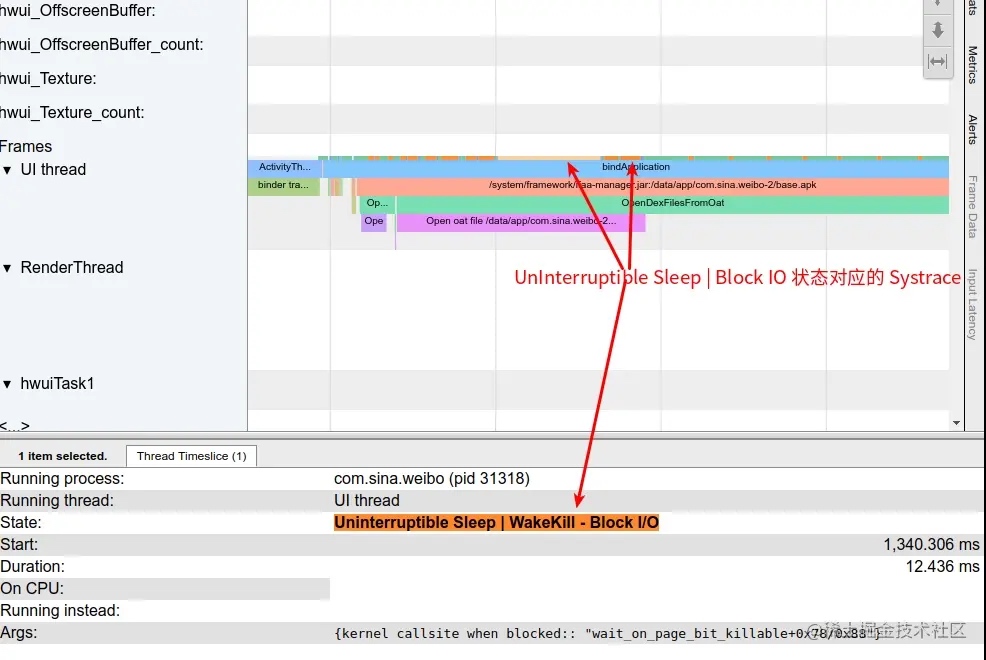 hwui_OffscreenBuffer:
hwui_OffscreenBuffer_count:
hwui_Texture:
hwui_Texture_count:
Frames
▼ UI thread
ActivityTh... bindApplication
binder tra... /system/framework/haa-manager.jar:/data/app/com.sina.weibo-2/base.apk
Op... OpenDexFilesFromOat
Ope Open oat file /data/app/com.sina.weibo-2...
▼ RenderThread
UnInterruptible Sleep | Block IO 状态对应的 Systrace
▼ hwuiTask1
<...>
ats
Metrics
Alerts
Frame Data
Input Latency
1 item selected. Thread Timeslice (1)
Running process: com.sina.weibo (pid 31318)
Running thread: UI thread
State: Uninterruptible Sleep | WakeKill - Block I/O
Start: 1,340.306 ms
Duration: 12.436 ms
On CPU:
Running instead:
Args: {kernel callsite when blocked:: "wait_on_page_bit_killable+0x78/0x88"}
@稀土掘金技术社区